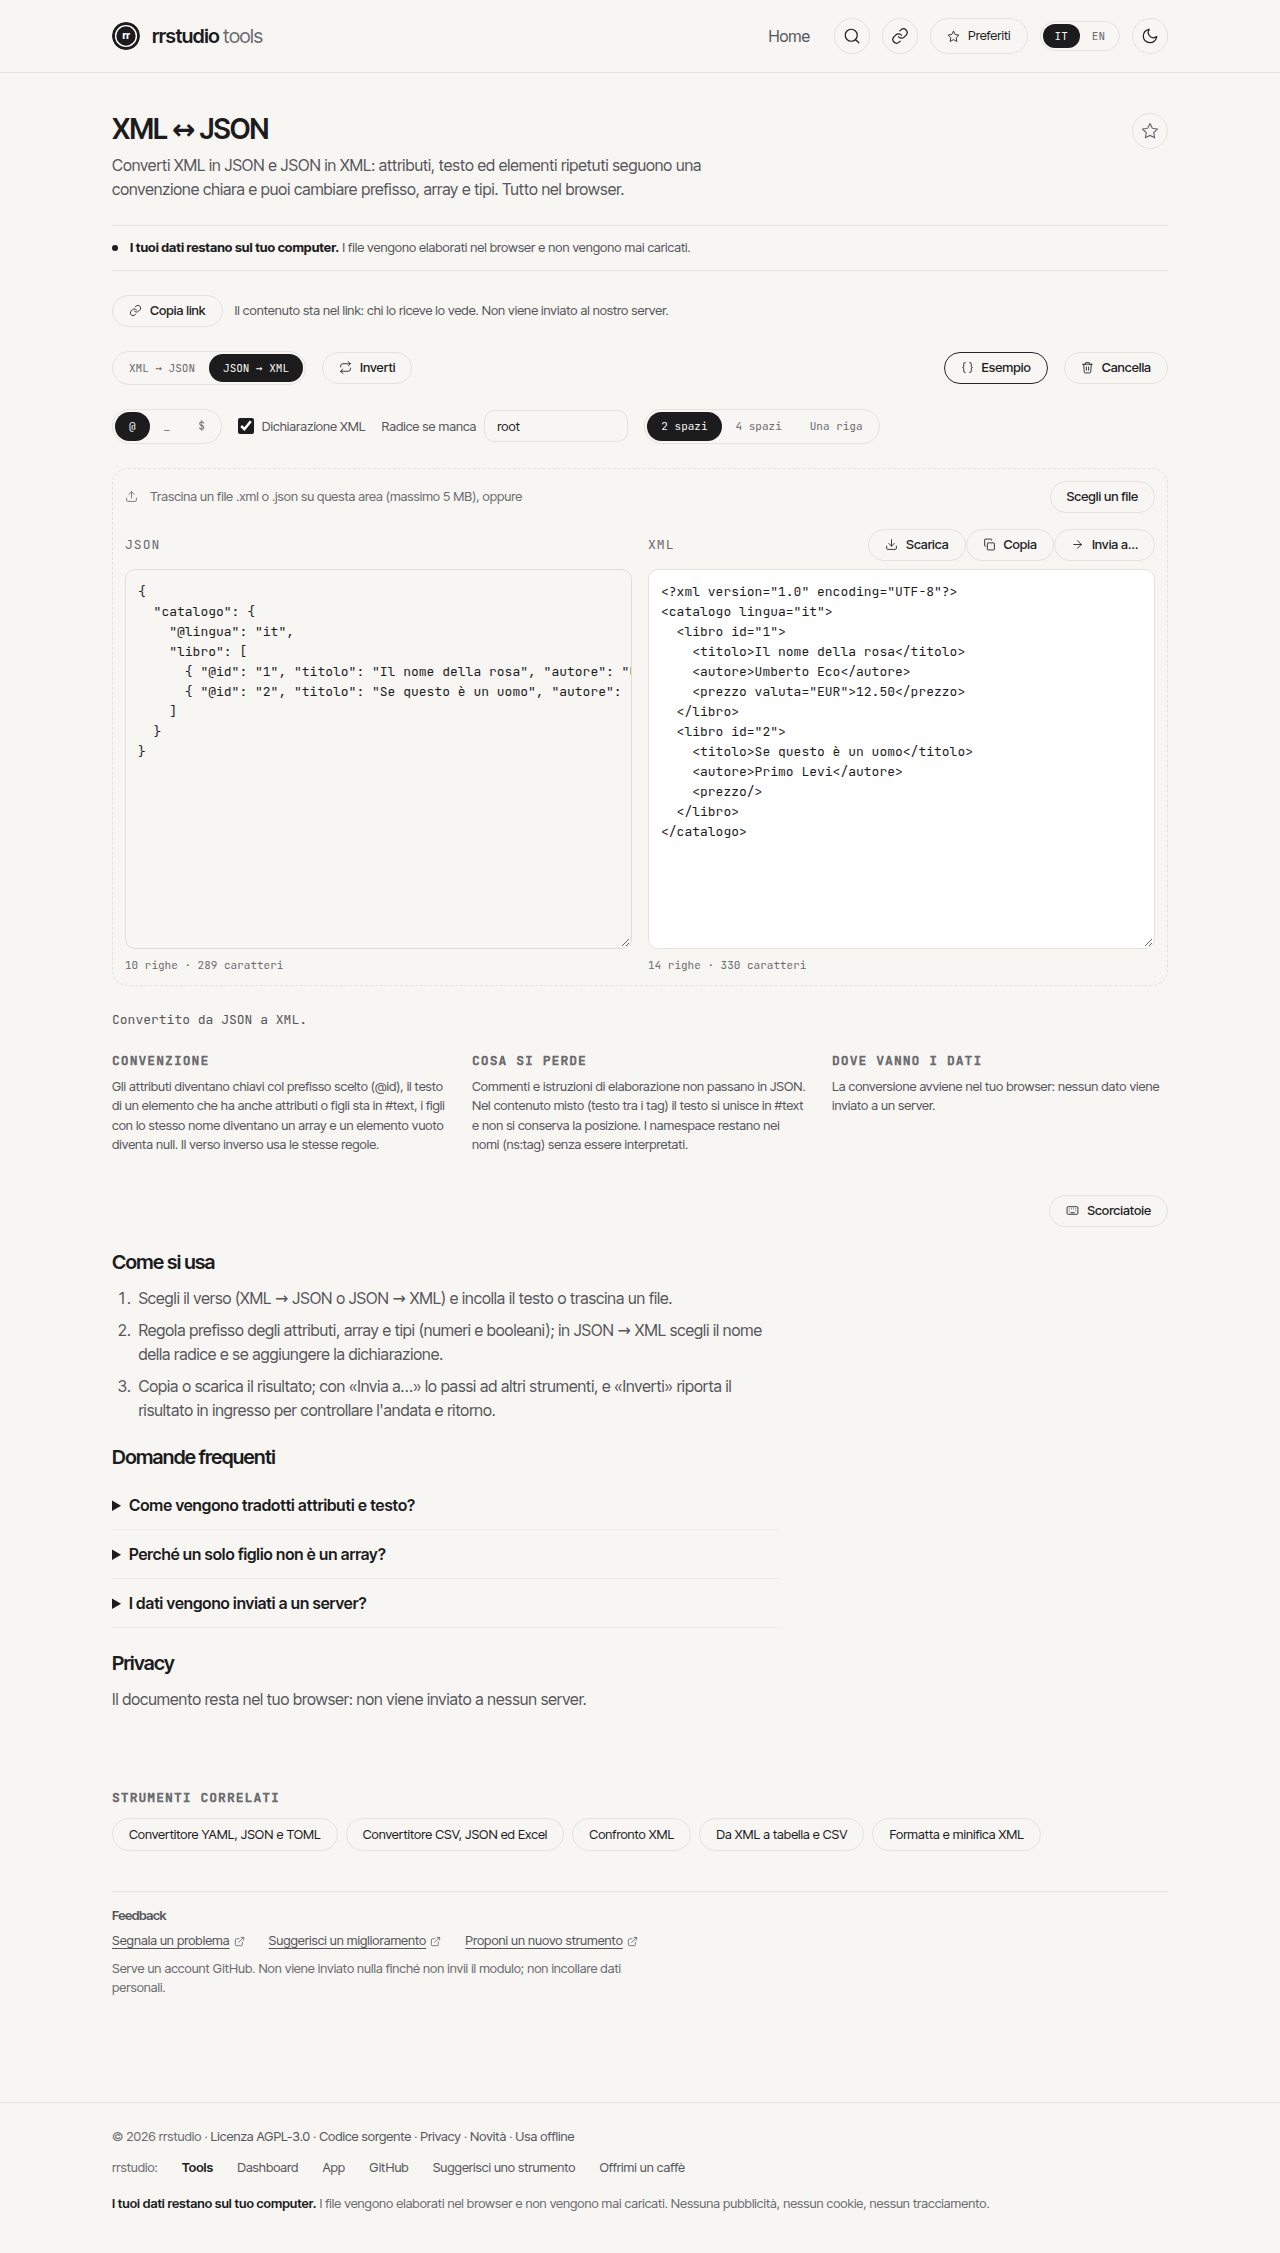 rr rrstudio tools
Home
Preferiti
IT EN
XML ↔ JSON
Converti XML in JSON e JSON in XML: attributi, testo ed elementi ripetuti seguono una
convenzione chiara e puoi cambiare prefisso, array e tipi. Tutto nel browser.
I tuoi dati restano sul tuo computer. I file vengono elaborati nel browser e non vengono mai caricati.
Copia link
Il contenuto sta nel link: chi lo riceve lo vede. Non viene inviato al nostro server.
XML → JSON JSON → XML
Inverti
Esempio
Cancella
@ _ $
Dichiarazione XML
Radice se manca
root
2 spazi 4 spazi Una riga
Trascina un file .xml o .json su questa area (massimo 5 MB), oppure
Scegli un file
JSON
{
  "catalogo": {
    "@lingua": "it",
    "libro": [
      { "@id": "1", "titolo": "Il nome della rosa", "autore": "
      { "@id": "2", "titolo": "Se questo è un uomo", "autore":
    ]
  }
}
10 righe · 289 caratteri
XML
Scarica
Copia
Invia a...
<?xml version="1.0" encoding="UTF-8"?>
<catalogo lingua="it">
  <libro id="1">
    <titolo>Il nome della rosa</titolo>
    <autore>Umberto Eco</autore>
    <prezzo valuta="EUR">12.50</prezzo>
  </libro>
  <libro id="2">
    <titolo>Se questo è un uomo</titolo>
    <autore>Primo Levi</autore>
    <prezzo/>
  </libro>
</catalogo>
14 righe · 330 caratteri
Convertito da JSON a XML.
CONVENZIONE
Gli attributi diventano chiavi col prefisso scelto (@id), il testo
di un elemento che ha anche attributi o figli sta in #text, i figli
con lo stesso nome diventano un array e un elemento vuoto
diventa null. Il verso inverso usa le stesse regole.
COSA SI PERDE
Commenti e istruzioni di elaborazione non passano in JSON.
Nel contenuto misto (testo tra i tag) il testo si unisce in #text
e non si conserva la posizione. I namespace restano nei
nomi (ns:tag) senza essere interpretati.
DOVE VANNO I DATI
La conversione avviene nel tuo browser: nessun dato viene
inviato a un server.
Scorciatoie
Come si usa
1. Scegli il verso (XML → JSON o JSON → XML) e incolla il testo o trascina un file.
2. Regola prefisso degli attributi, array e tipi (numeri e booleani); in JSON → XML scegli il nome
della radice e se aggiungere la dichiarazione.
3. Copia o scarica il risultato; con «Invia a…» lo passi ad altri strumenti, e «Inverti» riporta il
risultato in ingresso per controllare l'andata e ritorno.
Domande frequenti
Come vengono tradotti attributi e testo?
Perché un solo figlio non è un array?
I dati vengono inviati a un server?
Privacy
Il documento resta nel tuo browser: non viene inviato a nessun server.
STRUMENTI CORRELATI
Convertitore YAML, JSON e TOML
Convertitore CSV, JSON ed Excel
Confronto XML
Da XML a tabella e CSV
Formatta e minifica XML
Feedback
Segnala un problema
Suggerisci un miglioramento
Proponi un nuovo strumento
Serve un account GitHub. Non viene inviato nulla finché non invii il modulo; non incollare dati
personali.
© 2026 rrstudio · Licenza AGPL-3.0 · Codice sorgente · Privacy · Novità · Usa offline
rrstudio: Tools Dashboard App GitHub Suggerisci uno strumento Offrimi un caffè
I tuoi dati restano sul tuo computer. I file vengono elaborati nel browser e non vengono mai caricati. Nessuna pubblicità, nessun cookie, nessun tracciamento.